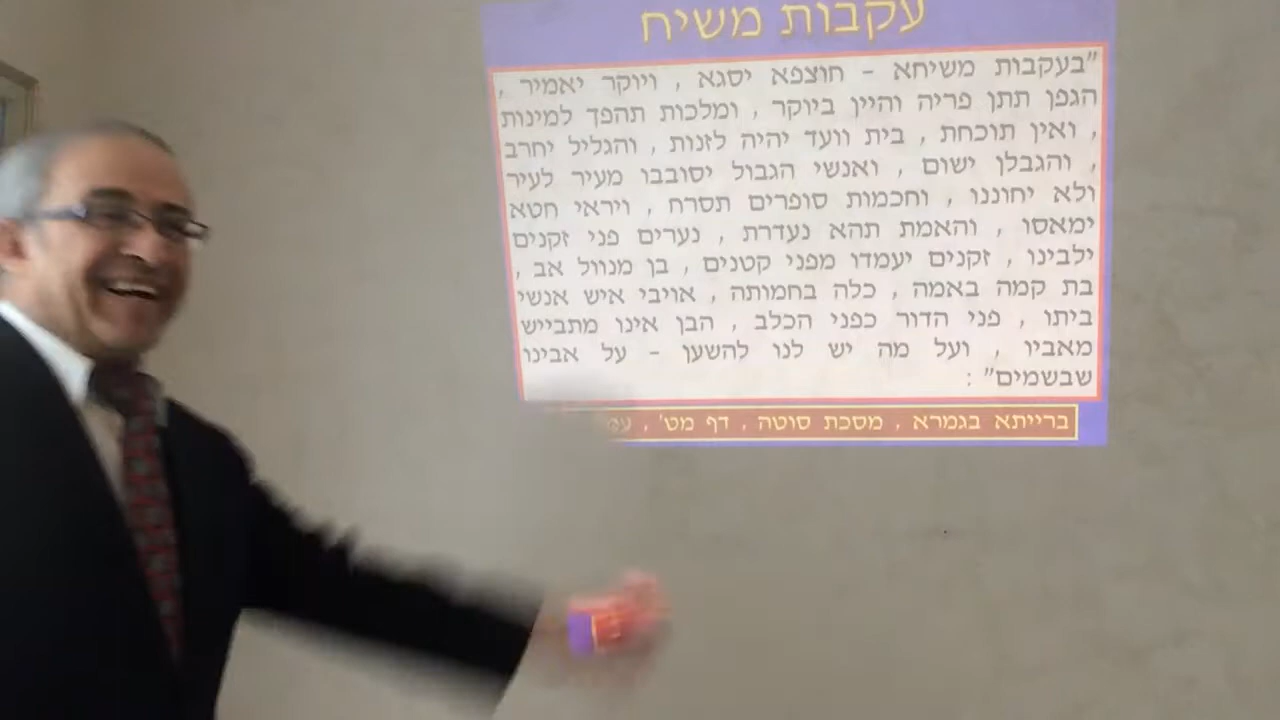 עקבות משיח
"בעקבות משיחא – חוצפא יסגא , ויוקר יאמיר ,
הגפן תתן פריה והיין ביוקר , ומלכות תהפך למינות
, ואין תוכחת , בית וועד יהיה לזנות , והגליל יחרב
, והגבלן ישום , ואנשי הגבול יסובבו מעיר לעיר
ולא יחוננו , וחכמות סופרים תסרח , ויראי חטא
ימאסו , והאמת תהא נעדרת , נערים פני זקנים
ילבינו , זקנים יעמדו מפני קטנים , בן מנוול אב ,
בת קמה באמה , כלה בחמותה , אויבי איש אנשי
ביתו , פני הדור כפני הכלב , הבן אינו מתבייש
מאביו , ועל מה יש לנו להשען – על אבינו
שבשמים" :
ברייתא בגמרא , מסכת סוטה , דף מט' ,